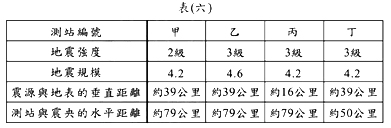 表(六)
測站編號 甲 乙 丙 丁
地震強度 2級 3級 3級 3級
地震規模 4.2 4.6 4.2 4.2
震源與地表的垂直距離 約39公里 約39公里 約16公里 約39公里
測站與震央的水平距離 約79公里 約79公里 約79公里 約50公里